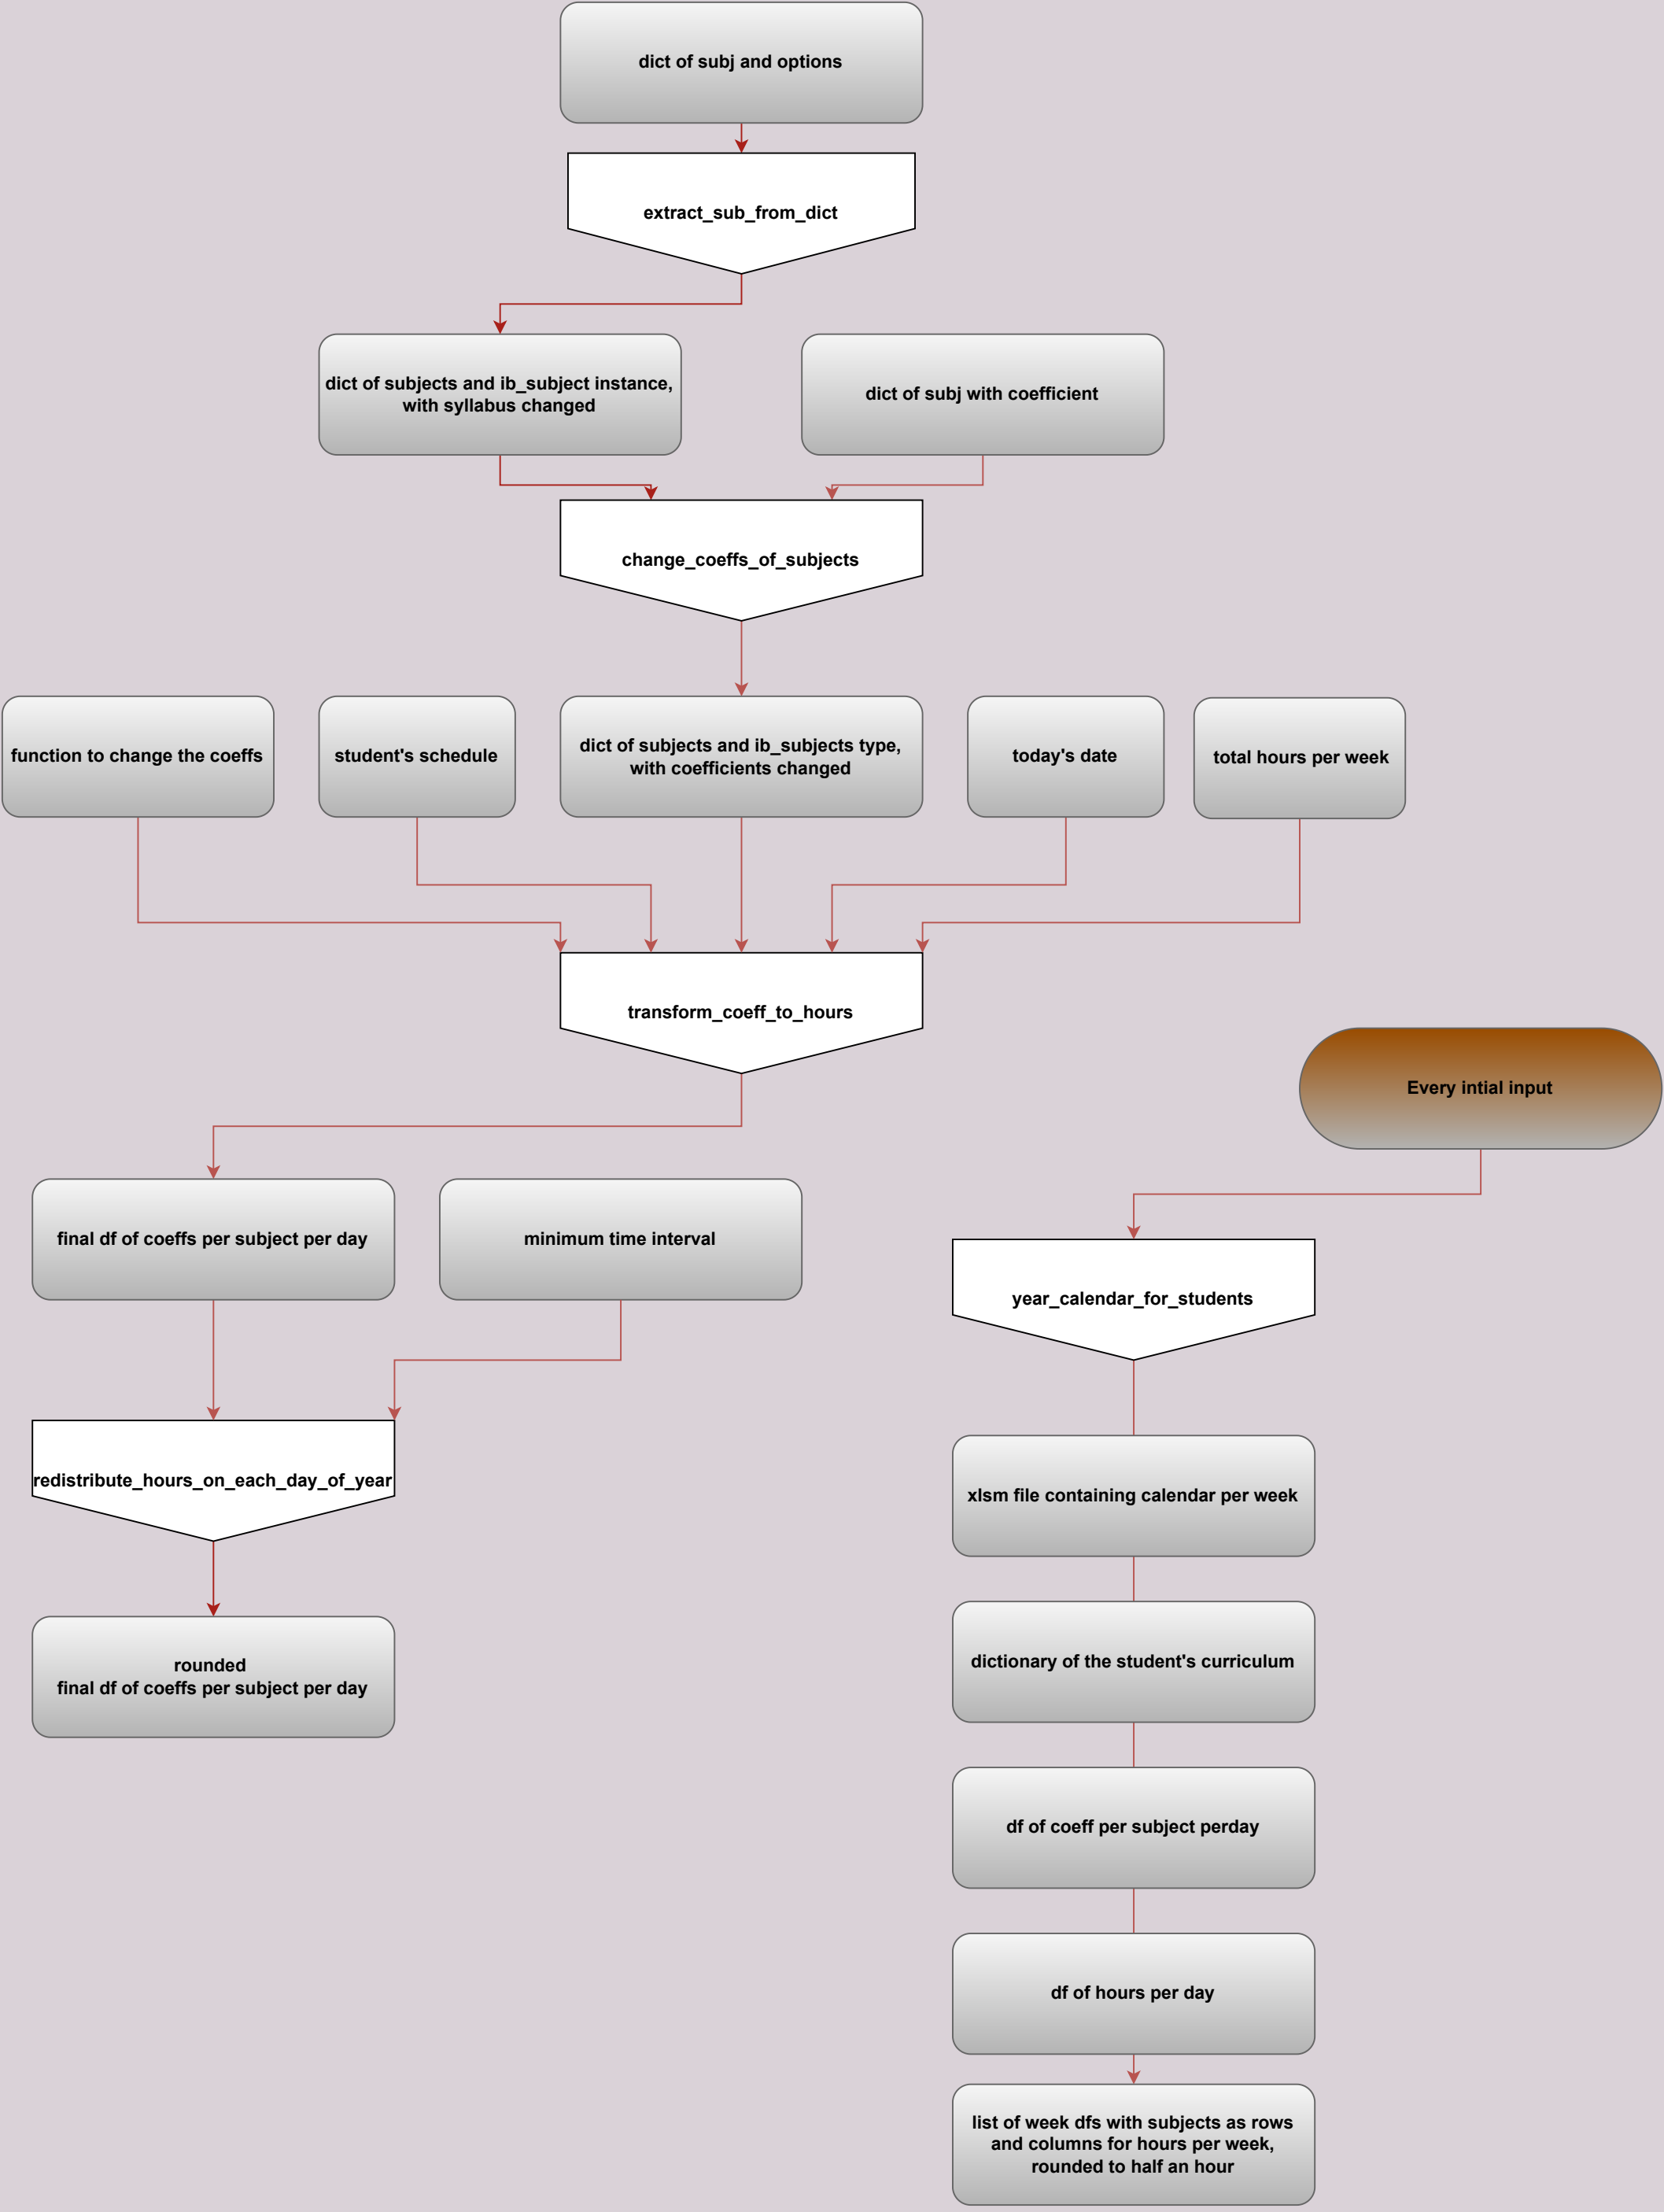 dict of subj and options
extract_sub_from_dict
dict of subjects and ib_subject instance,
with syllabus changed
dict of subj with coefficient
change_coeffs_of_subjects
function to change the coeffs
student's schedule
dict of subjects and ib_subjects type,
with coefficients changed
today's date
total hours per week
transform_coeff_to_hours
Every intial input
final df of coeffs per subject per day
minimum time interval
year_calendar_for_students
redistribute_hours_on_each_day_of_year
xlsm file containing calendar per week
rounded
final df of coeffs per subject per day
dictionary of the student's curriculum
df of coeff per subject perday
df of hours per day
list of week dfs with subjects as rows
and columns for hours per week,
rounded to half an hour